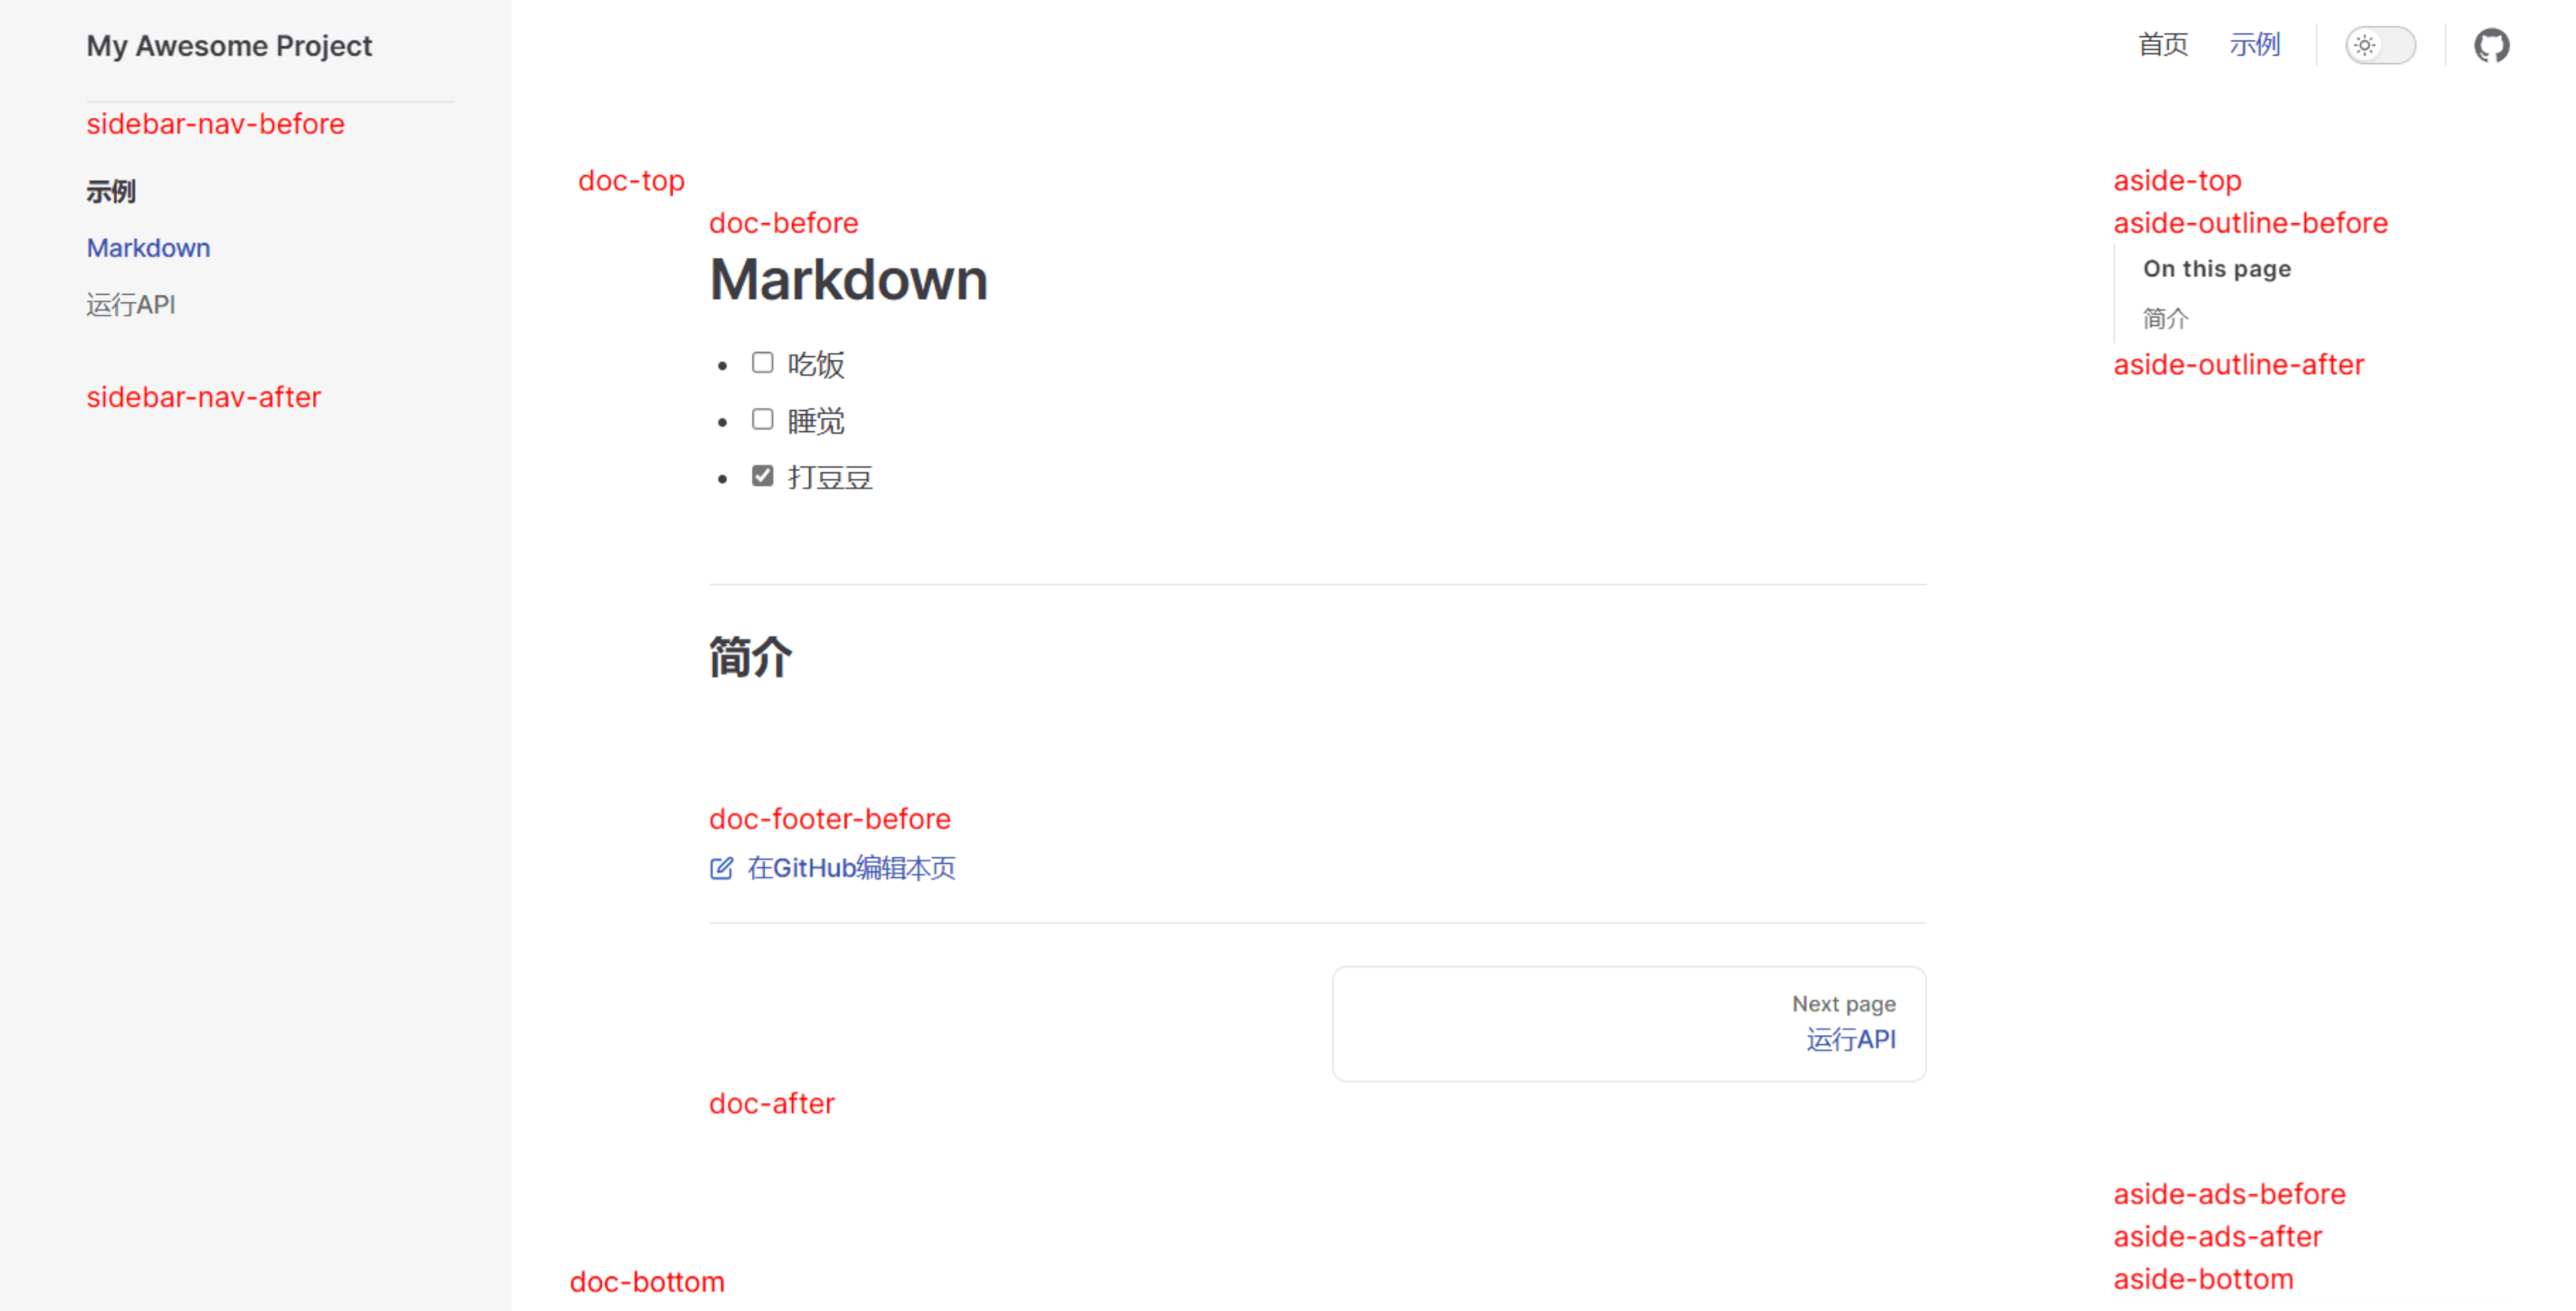 My Awesome Project
首页
示例
sidebar-nav-before
示例
Markdown
运行API
sidebar-nav-after
doc-top
doc-before
Markdown
吃饭
睡觉
打豆豆
简介
doc-footer-before
在GitHub编辑本页
Next page
运行API
doc-after
doc-bottom
aside-top
aside-outline-before
On this page
简介
aside-outline-after
aside-ads-before
aside-ads-after
aside-bottom